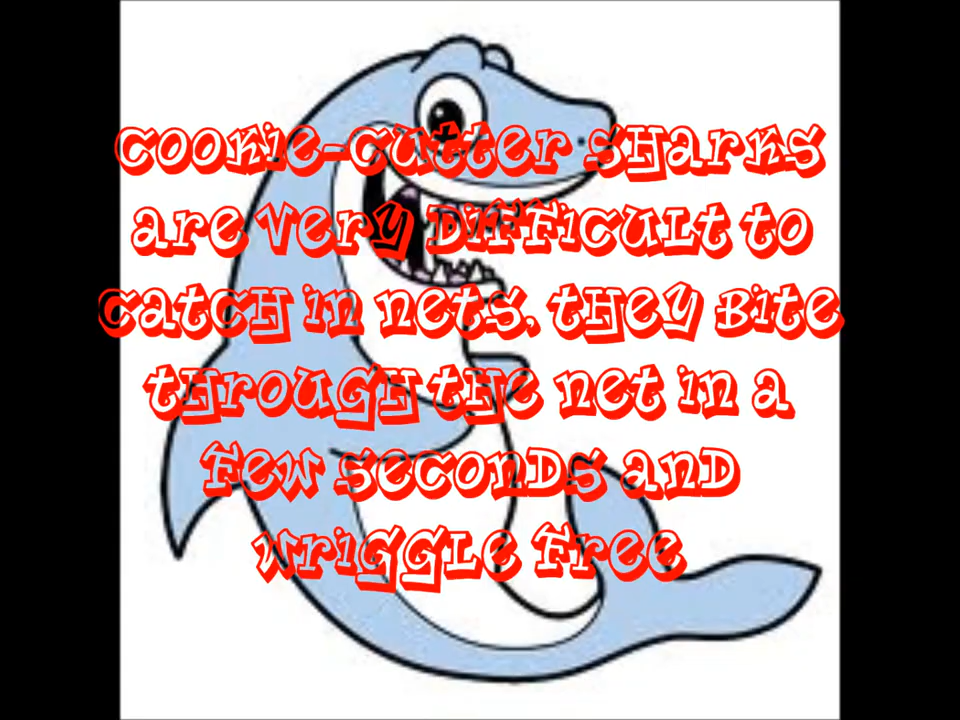 Cookie-cutter sharks
are very difficult to
catch in nets. They bite
through the net in a
few seconds and
wriggle free